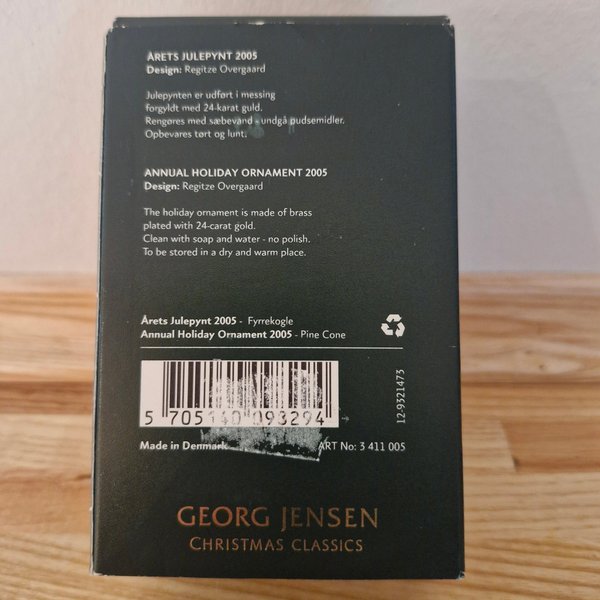 ÅRETS JULEPYNT 2005
Design: Regitze Overgaard
Julepynten er udført i messing
forgyldt med 24-karat guld.
Rengøres med sæbevand - undgå pudsemidler.
Opbevares tørt og lunt.
ANNUAL HOLIDAY ORNAMENT 2005
Design: Regitze Overgaard
The holiday ornament is made of brass
plated with 24-carat gold.
Clean with soap and water - no polish.
To be stored in a dry and warm place.
Årets Julepynt 2005 - Fyrrekogle
Annual Holiday Ornament 2005 - Pine Cone
5 705140 093294
12-9321473
Made in Denmark
ART No: 3 411 005
GEORG JENSEN
CHRISTMAS CLASSICS